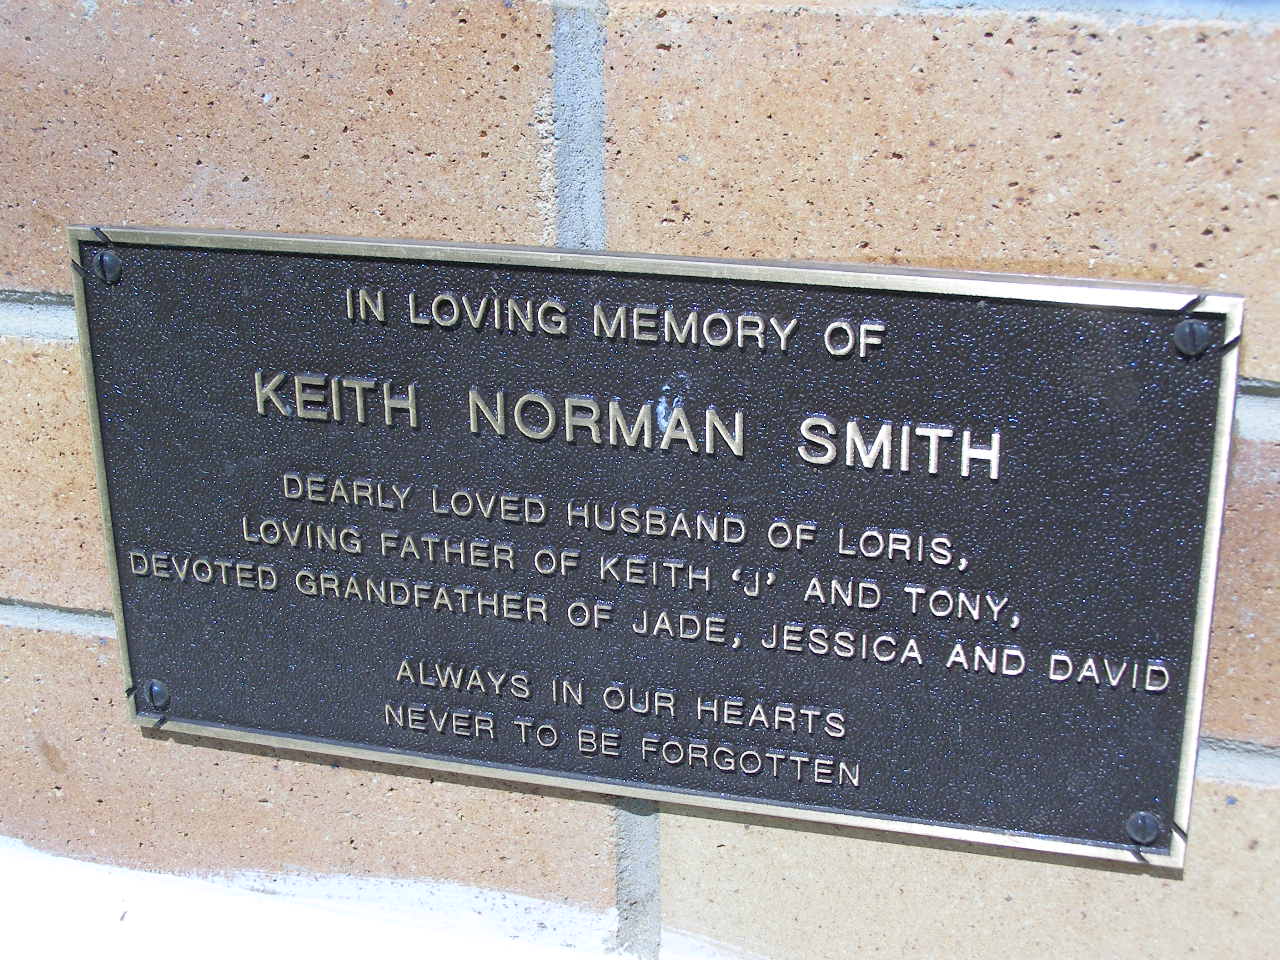 IN LOVING MEMORY OF
KEITH NORMAN SMITH
DEARLY LOVED HUSBAND OF LORIS,
LOVING FATHER OF KEITH ‘J’ AND TONY,
DEVOTED GRANDFATHER OF JADE, JESSICA AND DAVID
ALWAYS IN OUR HEARTS
NEVER TO BE FORGOTTEN